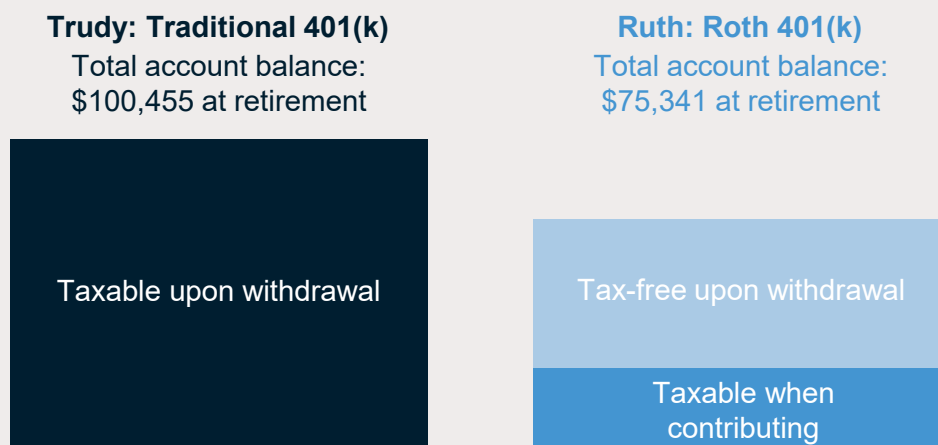 Trudy: Traditional 401(k)
Total account balance:
$100,455 at retirement
Taxable upon withdrawal
Ruth: Roth 401(k)
Total account balance:
$75,341 at retirement
Tax-free upon withdrawal
Taxable when
contributing